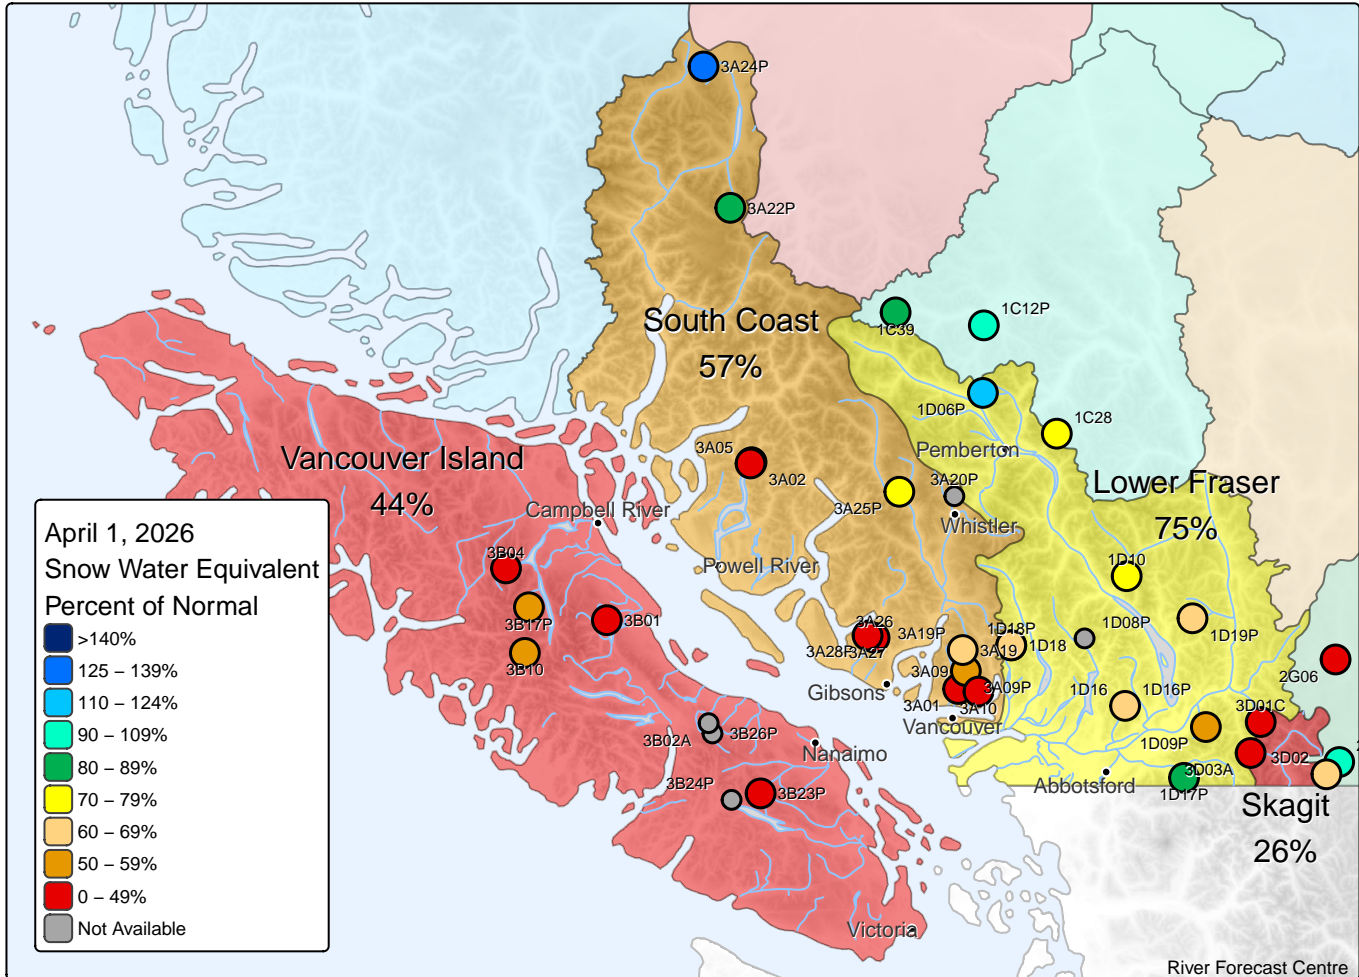 3A24P
3A22P
South Coast
57%
1C39
1C12P
1D06P
1C28
Pemberton
3A05
3A02
3A25P
3A20P
Whistler
Lower Fraser
75%
Vancouver Island
44%
Campbell River
Powell River
3B04
3B17P
3B01
3B10
1D10
1D08P
1D19P
3A26
3A28P
3A27
3A19P
1D18P
3A19
1D18
3A09
3A09P
3A01
3A10
Gibsons
Vancouver
1D16
1D16P
2G06
3D01C
1D09P
3D02
3D03A
1D17P
2
Abbotsford
Skagit
26%
3B02A
3B26P
Nanaimo
3B24P
3B23P
Victoria
April 1, 2026
Snow Water Equivalent
Percent of Normal
>140%
125 – 139%
110 – 124%
90 – 109%
80 – 89%
70 – 79%
60 – 69%
50 – 59%
0 – 49%
Not Available
River Forecast Centre